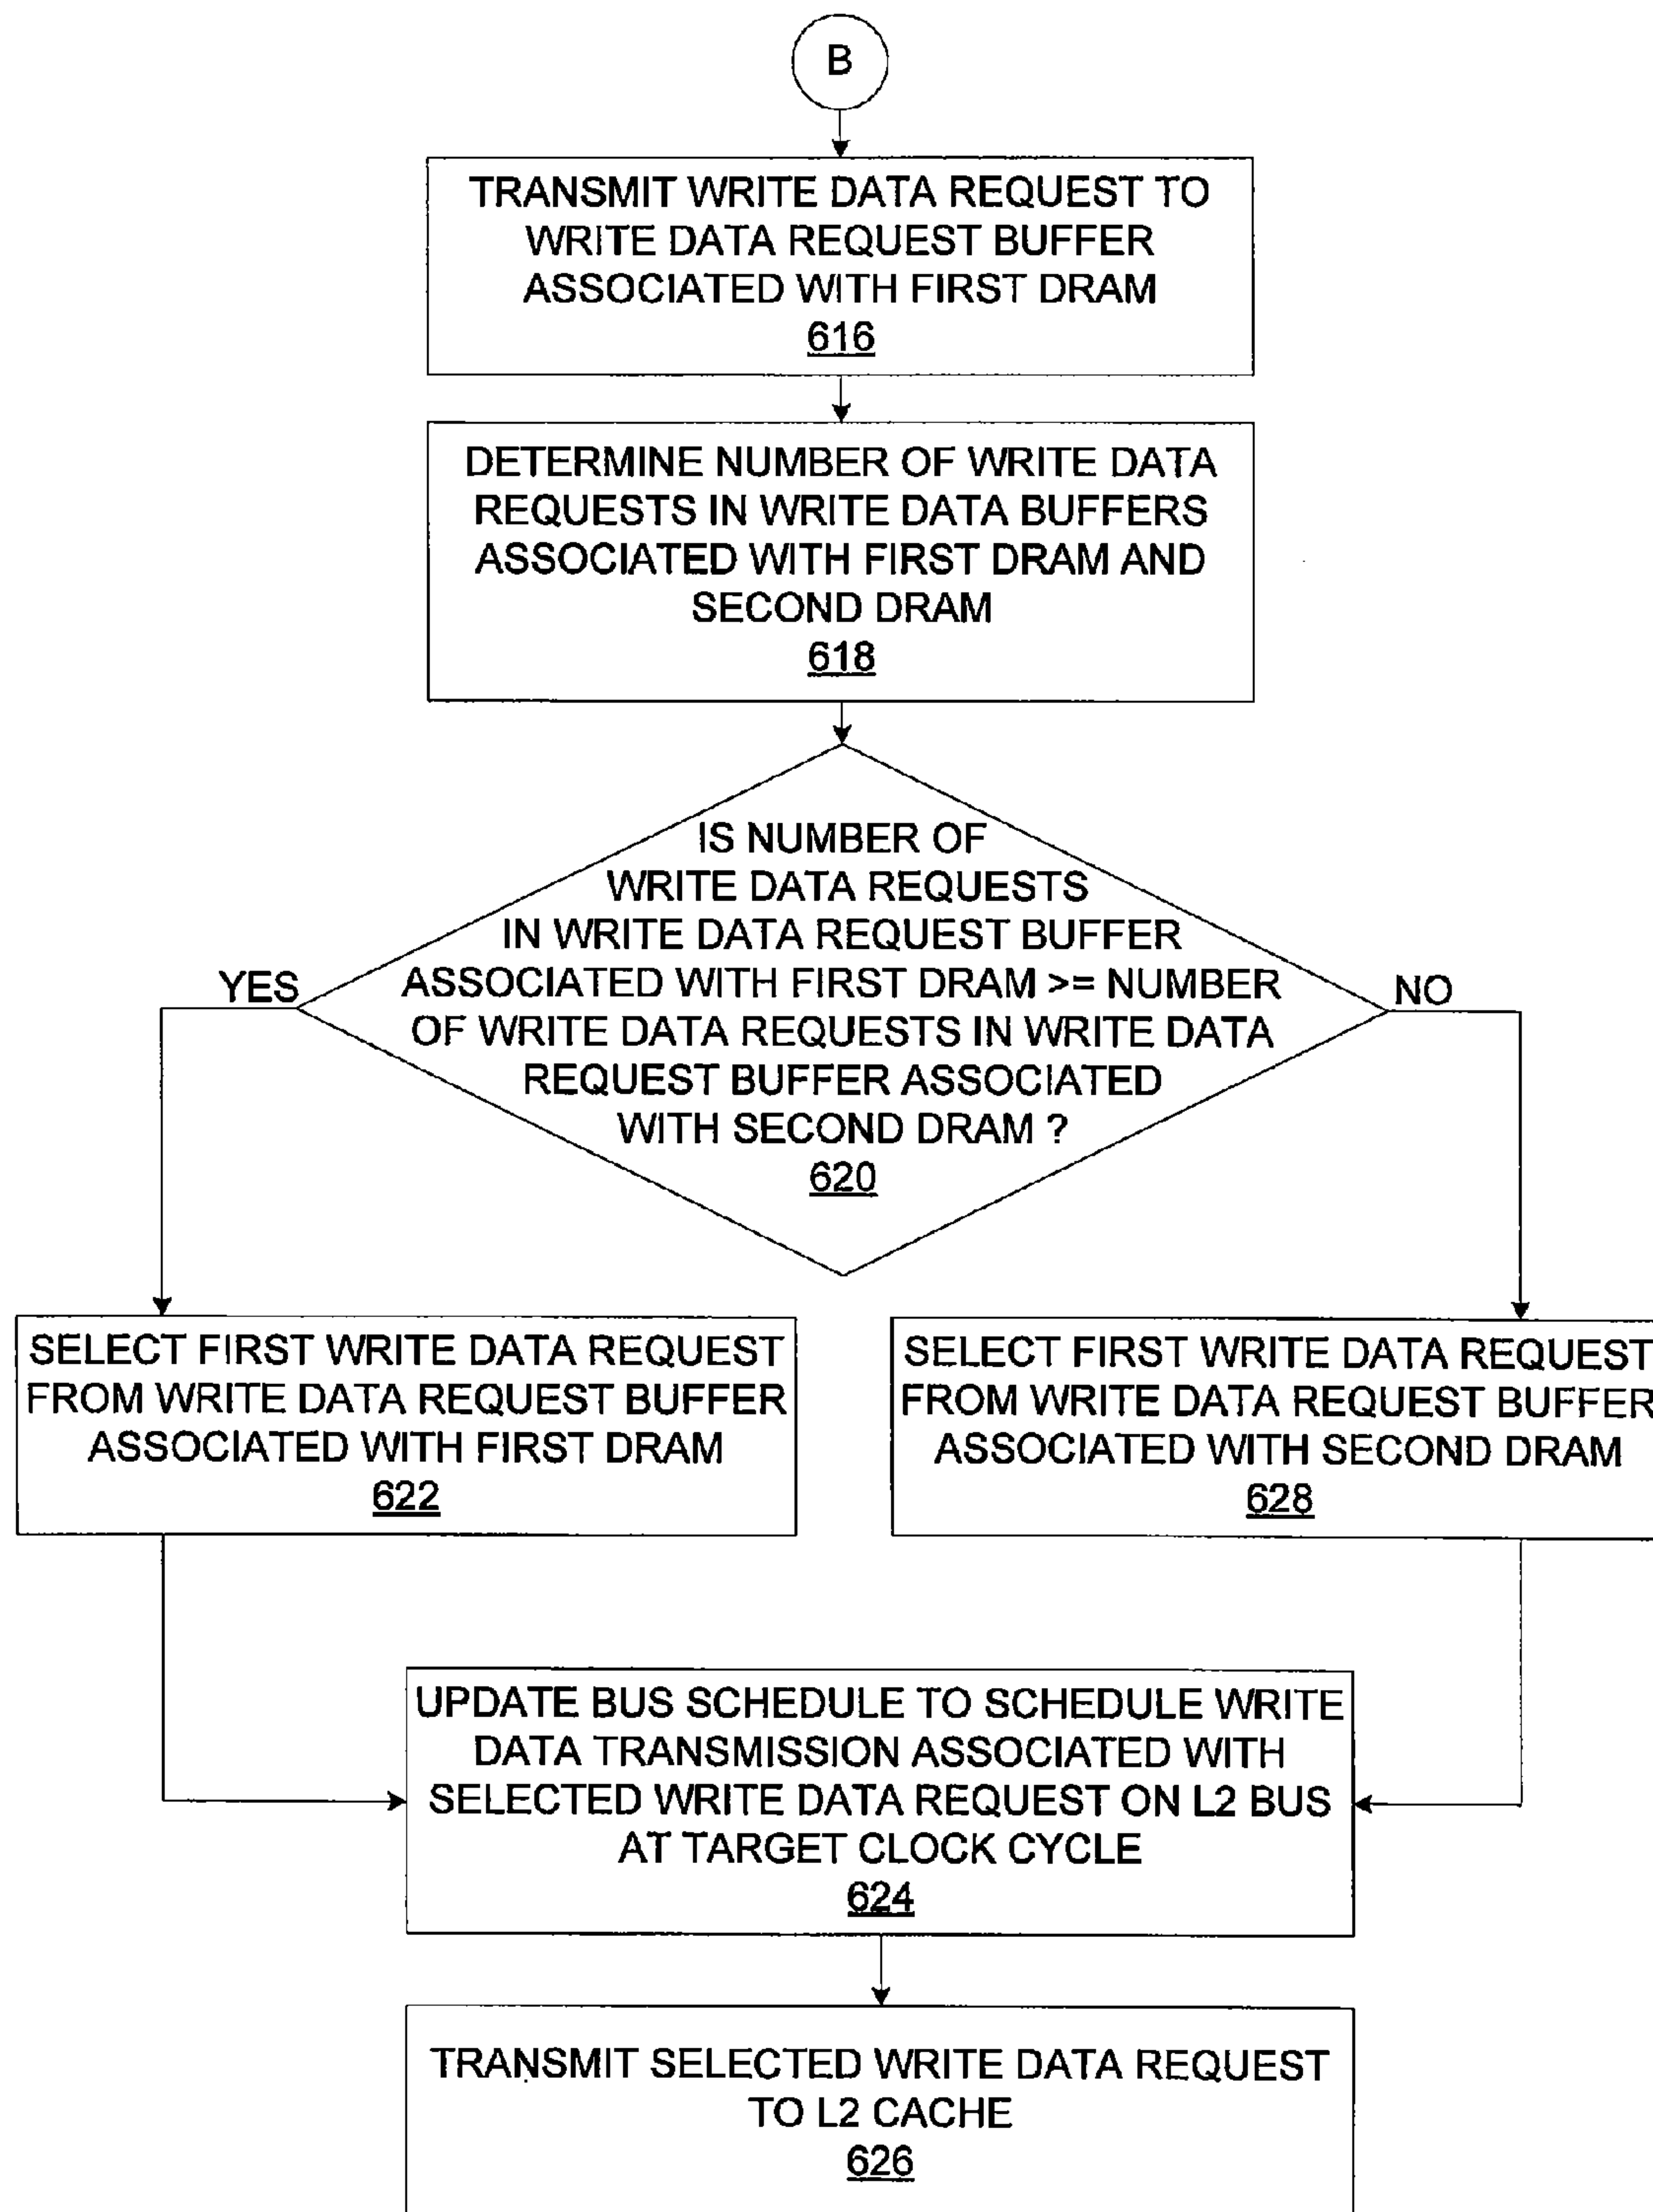 B
TRANSMIT WRITE DATA REQUEST TO
WRITE DATA REQUEST BUFFER
ASSOCIATED WITH FIRST DRAM
616
DETERMINE NUMBER OF WRITE DATA
REQUESTS IN WRITE DATA BUFFERS
ASSOCIATED WITH FIRST DRAM AND
SECOND DRAM
618
IS NUMBER OF
WRITE DATA REQUESTS
IN WRITE DATA REQUEST BUFFER
ASSOCIATED WITH FIRST DRAM >= NUMBER
OF WRITE DATA REQUESTS IN WRITE DATA
REQUEST BUFFER ASSOCIATED
WITH SECOND DRAM ?
620
YES
NO
SELECT FIRST WRITE DATA REQUEST
FROM WRITE DATA REQUEST BUFFER
ASSOCIATED WITH FIRST DRAM
622
SELECT FIRST WRITE DATA REQUEST
FROM WRITE DATA REQUEST BUFFER
ASSOCIATED WITH SECOND DRAM
628
UPDATE BUS SCHEDULE TO SCHEDULE WRITE
DATA TRANSMISSION ASSOCIATED WITH
SELECTED WRITE DATA REQUEST ON L2 BUS
AT TARGET CLOCK CYCLE
624
TRANSMIT SELECTED WRITE DATA REQUEST
TO L2 CACHE
626